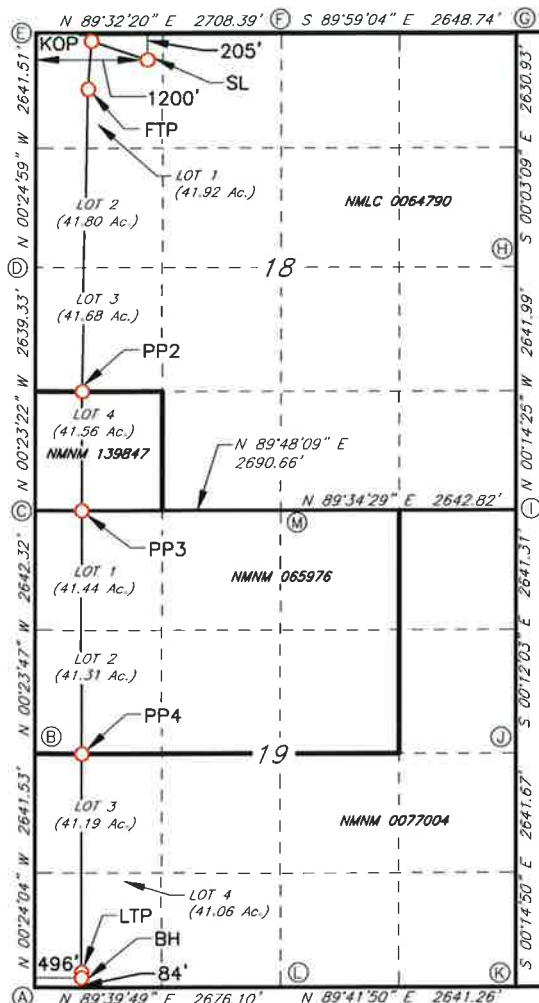 Ⓔ N 89°32'20" E 2708.39' Ⓕ S 89°59'04" E 2648.74' Ⓖ
KOP
205'
SL
1200'
FTP
2641.51'
N 00°24'59" W
2630.93'
S 00°03'09" E
LOT 1
(41.92 Ac.)
LOT 2
(41.80 Ac.)
NMLC 0064790
Ⓗ
Ⓓ
18
LOT 3
(41.68 Ac.)
2639.33'
N 00°23'22" W
2641.99'
N 00°14'25" W
PP2
LOT 4
(41.56 Ac.)
NMNM 139847
N 89°48'09" E
2690.66'
Ⓒ
N 89°34'29" E 2642.82'
Ⓘ
Ⓜ
PP3
LOT 1
(41.44 Ac.)
NMNM 065976
2642.32'
N 00°23'47" W
2641.31'
S 00°12'03" E
LOT 2
(41.31 Ac.)
PP4
Ⓑ
19
Ⓙ
LOT 3
(41.19 Ac.)
NMNM 0077004
2641.53'
N 00°24'04" W
2641.67'
S 00°14'50" E
LOT 4
(41.06 Ac.)
LTP
BH
496'
84'
Ⓐ N 89°39'49" E 2676.10' Ⓛ N 89°41'50" E 2641.26' Ⓚ